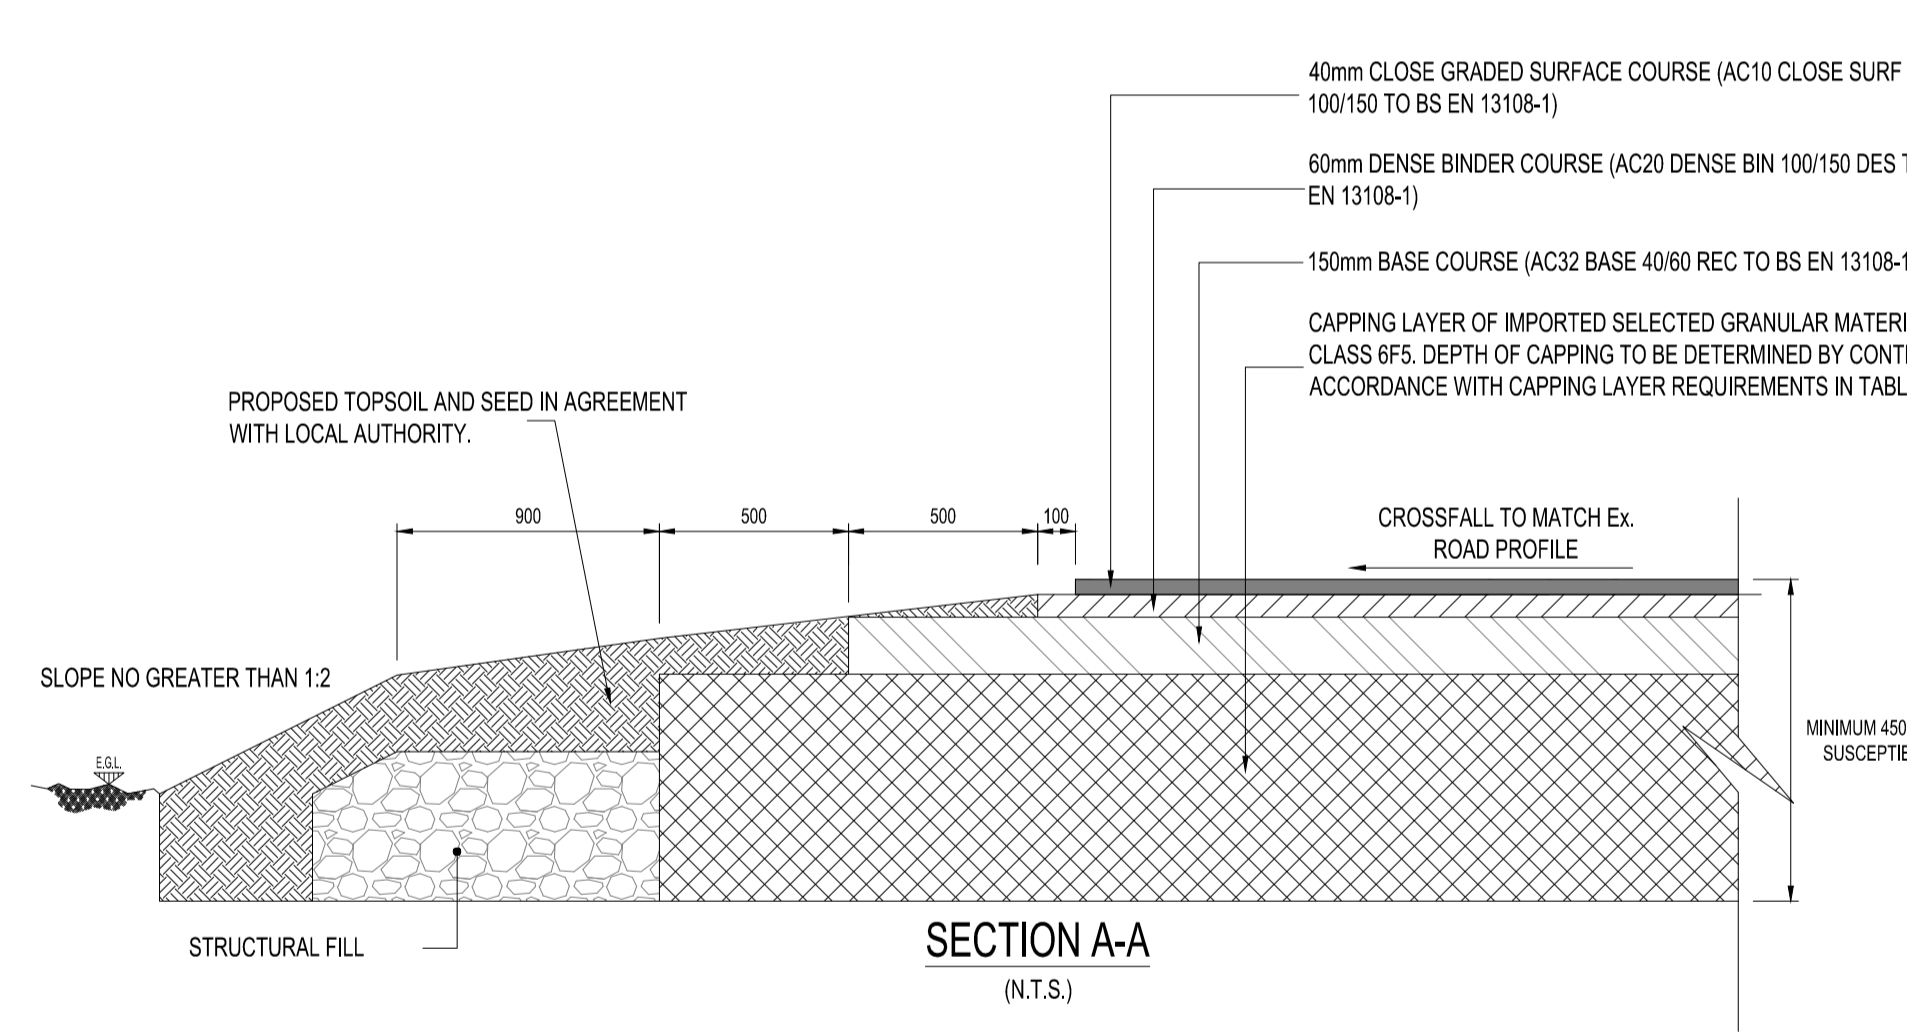 40mm CLOSE GRADED SURFACE COURSE (AC10 CLOSE SURF
100/150 TO BS EN 13108-1)
60mm DENSE BINDER COURSE (AC20 DENSE BIN 100/150 DES
EN 13108-1)
150mm BASE COURSE (AC32 BASE 40/60 REC TO BS EN 13108-1
CAPPING LAYER OF IMPORTED SELECTED GRANULAR
CLASS 6F5. DEPTH OF CAPPING TO BE DETERMINED BY
ACCORDANCE WITH CAPPING LAYER REQUIREMENTS IN
PROPOSED TOPSOIL AND SEED IN AGREEMENT
WITH LOCAL AUTHORITY.
900
500
500
100
CROSSFALL TO MATCH Ex.
ROAD PROFILE
SLOPE NO GREATER THAN 1:2
E.G.L.
MINIMUM 450
STRUCTURAL FILL
SECTION A-A
(N.T.S.)